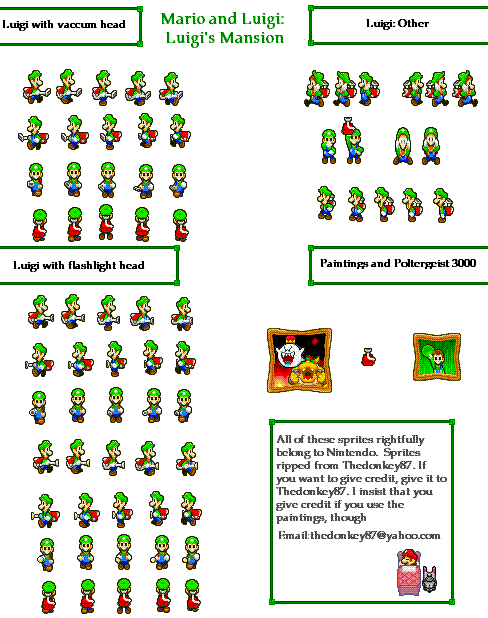 Luigi with vaccum head
Mario and Luigi:
Luigi's Mansion
Luigi: Other
Luigi with flashlight head
Paintings and Poltergeist 3000
All of these sprites rightfully
belong to Nintendo. Sprites
ripped from Thedonkey87. If
you want to give credit, give it to
Thedonkey87. I insist that you
give credit if you use the
paintings, though
Email:thedonkey87@yahoo.com